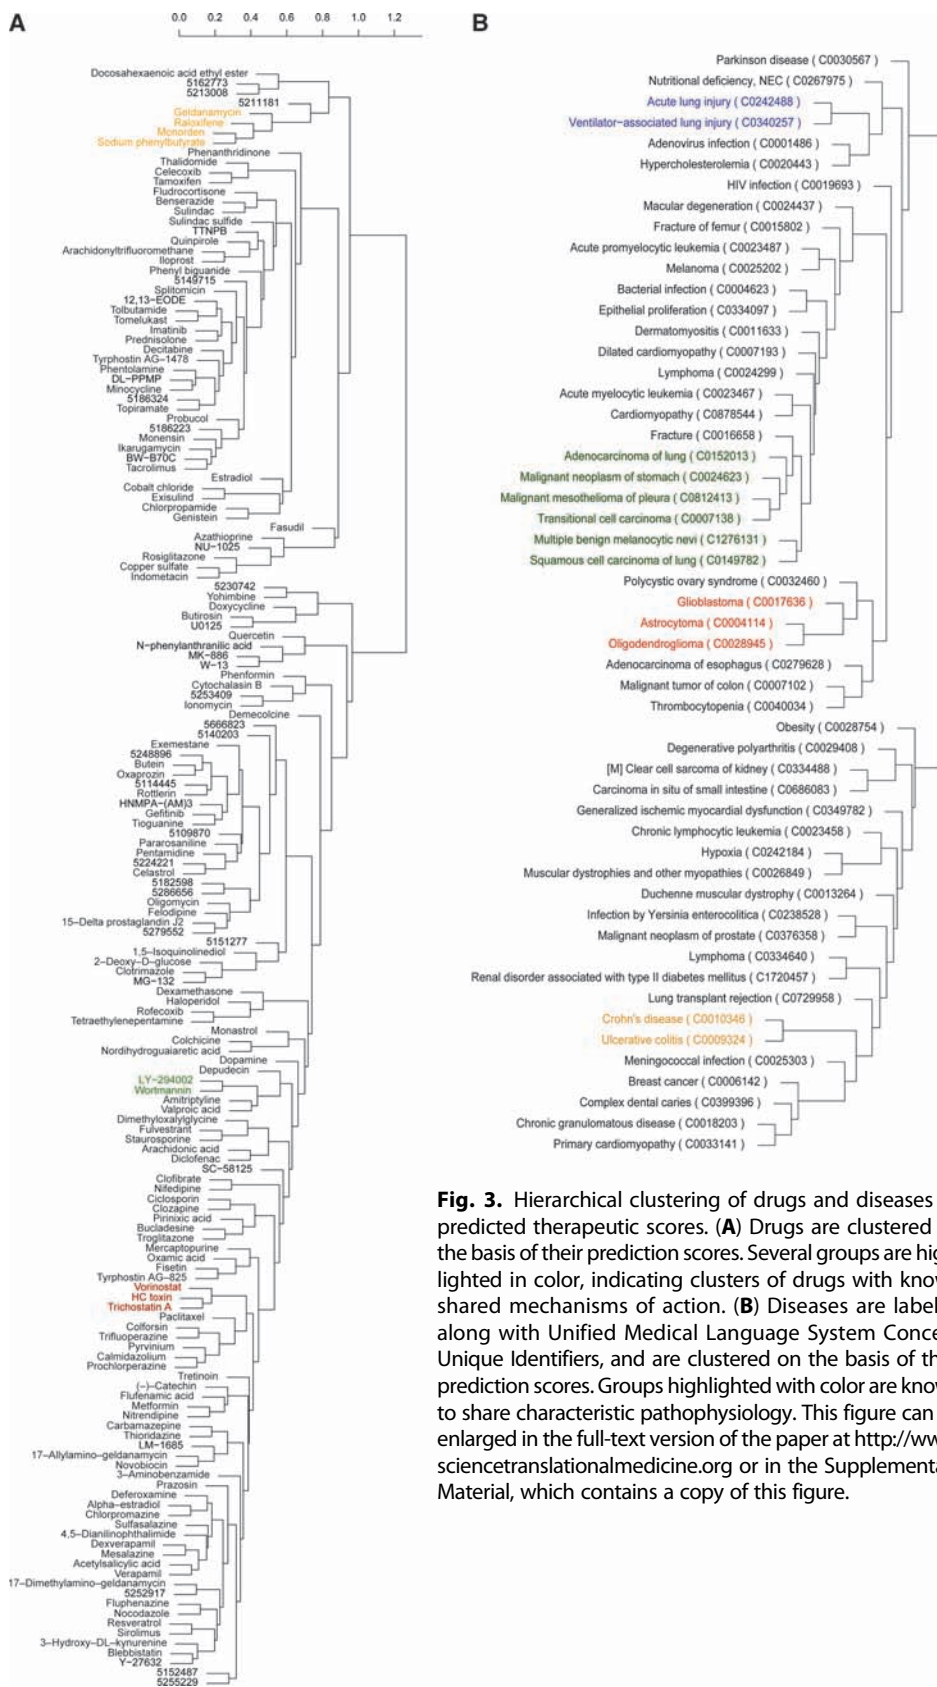 A
0.0 0.2 0.4 0.6 0.8 1.0 1.2
Docosahexaenoic acid ethyl ester
5162773
5213008
5211181
Geldanamycin
Raloxifene
Monorden
Sodium phenylbutyrate
Phenanthridinone
Thalidomide
Celecoxib
Tamoxifen
Fludrocortisone
Benserazide
Sulindac
Sulindac sulfide
TTNPB
Quinpirole
Arachidonyltrifluoromethane
Iloprost
Phenyl biguanide
5149715
Splitomicin
12,13–EODE
Tolbutamide
Tomelukast
Imatinib
Prednisolone
Decitabine
Tyrphostin AG–1478
Phentolamine
DL–PPMP
Minocycline
5186324
Topiramate
Probucol
5186223
Monensin
Ikarugamycin
BW–B70C
Tacrolimus
Estradiol
Cobalt chloride
Exisulind
Chlorpropamide
Genistein
Fasudil
Azathioprine
NU–1025
Rosiglitazone
Copper sulfate
Indometacin
5230742
Yohimbine
Doxycycline
Butirosin
U0125
Quercetin
N–phenylanthranilic acid
MK–886
W–13
Phenformin
Cytochalasin B
5253409
Ionomycin
Demecolcine
5666823
5140203
Exemestane
5248896
Butein
Oxaprozin
5114445
Rottlerin
HNMPA–(AM)3
Gefitinib
Tioguanine
5109870
Pararosaniline
Pentamidine
5224221
Celastrol
5182598
5286656
Oligomycin
Felodipine
15–Delta prostaglandin J2
5279552
5151277
1,5–Isoquinolinediol
2–Deoxy–D–glucose
Clotrimazole
MG–132
Dexamethasone
Haloperidol
Rofecoxib
Tetraethylenepentamine
Monastrol
Colchicine
Nordihydroguaiaretic acid
Dopamine
Depudecin
LY–294002
Wortmannin
Amitriptyline
Valproic acid
Dimethyloxalylglycine
Fulvestrant
Staurosporine
Arachidonic acid
Diclofenac
SC–58125
Clofibrate
Nifedipine
Ciclosporin
Clozapine
Pirinixic acid
Bucladesine
Troglitazone
Mercaptopurine
Oxamic acid
Fisetin
Tyrphostin AG–825
Vorinostat
HC toxin
Trichostatin A
Paclitaxel
Colforsin
Trifluoperazine
Pyrvinium
Calmidazolium
Prochlorperazine
Tretinoin
(–)–Catechin
Flufenamic acid
Metformin
Nitrendipine
Carbamazepine
Thioridazine
LM–1685
17–Allylamino–geldanamycin
Novobiocin
3–Aminobenzamide
Prazosin
Deferoxamine
Alpha–estradiol
Chlorpromazine
Sulfasalazine
4,5–Dianilinophthalimide
Dexverapamil
Mesalazine
Acetylsalicylic acid
Verapamil
17–Dimethylamino–geldanamycin
5252917
Fluphenazine
Nocodazole
Resveratrol
Sirolimus
3–Hydroxy–DL–kynurenine
Blebbistatin
Y–27632
5152487
5255229
B
Parkinson disease ( C0030567 )
Nutritional deficiency, NEC ( C0267975 )
Acute lung injury ( C0242488 )
Ventilator–associated lung injury ( C0340257 )
Adenovirus infection ( C0001486 )
Hypercholesterolemia ( C0020443 )
HIV infection ( C0019693 )
Macular degeneration ( C0024437 )
Fracture of femur ( C0015802 )
Acute promyelocytic leukemia ( C0023487 )
Melanoma ( C0025202 )
Bacterial infection ( C0004623 )
Epithelial proliferation ( C0334097 )
Dermatomyositis ( C0011633 )
Dilated cardiomyopathy ( C0007193 )
Lymphoma ( C0024299 )
Acute myelocytic leukemia ( C0023467 )
Cardiomyopathy ( C0878544 )
Fracture ( C0016658 )
Adenocarcinoma of lung ( C0152013 )
Malignant neoplasm of stomach ( C0024623 )
Malignant mesothelioma of pleura ( C0812413 )
Transitional cell carcinoma ( C0007138 )
Multiple benign melanocytic nevi ( C1276131 )
Squamous cell carcinoma of lung ( C0149782 )
Polycystic ovary syndrome ( C0032460 )
Glioblastoma ( C0017636 )
Astrocytoma ( C0004114 )
Oligodendroglioma ( C0028945 )
Adenocarcinoma of esophagus ( C0279628 )
Malignant tumor of colon ( C0007102 )
Thrombocytopenia ( C0040034 )
Obesity ( C0028754 )
Degenerative polyarthritis ( C0029408 )
[M] Clear cell sarcoma of kidney ( C0334488 )
Carcinoma in situ of small intestine ( C0686083 )
Generalized ischemic myocardial dysfunction ( C0349782 )
Chronic lymphocytic leukemia ( C0023458 )
Hypoxia ( C0242184 )
Muscular dystrophies and other myopathies ( C0026849 )
Duchenne muscular dystrophy ( C0013264 )
Infection by Yersinia enterocolitica ( C0238528 )
Malignant neoplasm of prostate ( C0376358 )
Lymphoma ( C0334640 )
Renal disorder associated with type II diabetes mellitus ( C1720457 )
Lung transplant rejection ( C0729958 )
Crohn's disease ( C0010346 )
Ulcerative colitis ( C0009324 )
Meningococcal infection ( C0025303 )
Breast cancer ( C0006142 )
Complex dental caries ( C0399396 )
Chronic granulomatous disease ( C0018203 )
Primary cardiomyopathy ( C0033141 )
Fig. 3. Hierarchical clustering of drugs and diseases
predicted therapeutic scores. (A) Drugs are clustered
the basis of their prediction scores. Several groups are hig
lighted in color, indicating clusters of drugs with know
shared mechanisms of action. (B) Diseases are label
along with Unified Medical Language System Conce
Unique Identifiers, and are clustered on the basis of th
prediction scores. Groups highlighted with color are know
to share characteristic pathophysiology. This figure can
enlarged in the full-text version of the paper at http://ww
sciencetranslationalmedicine.org or in the Supplementa
Material, which contains a copy of this figure.